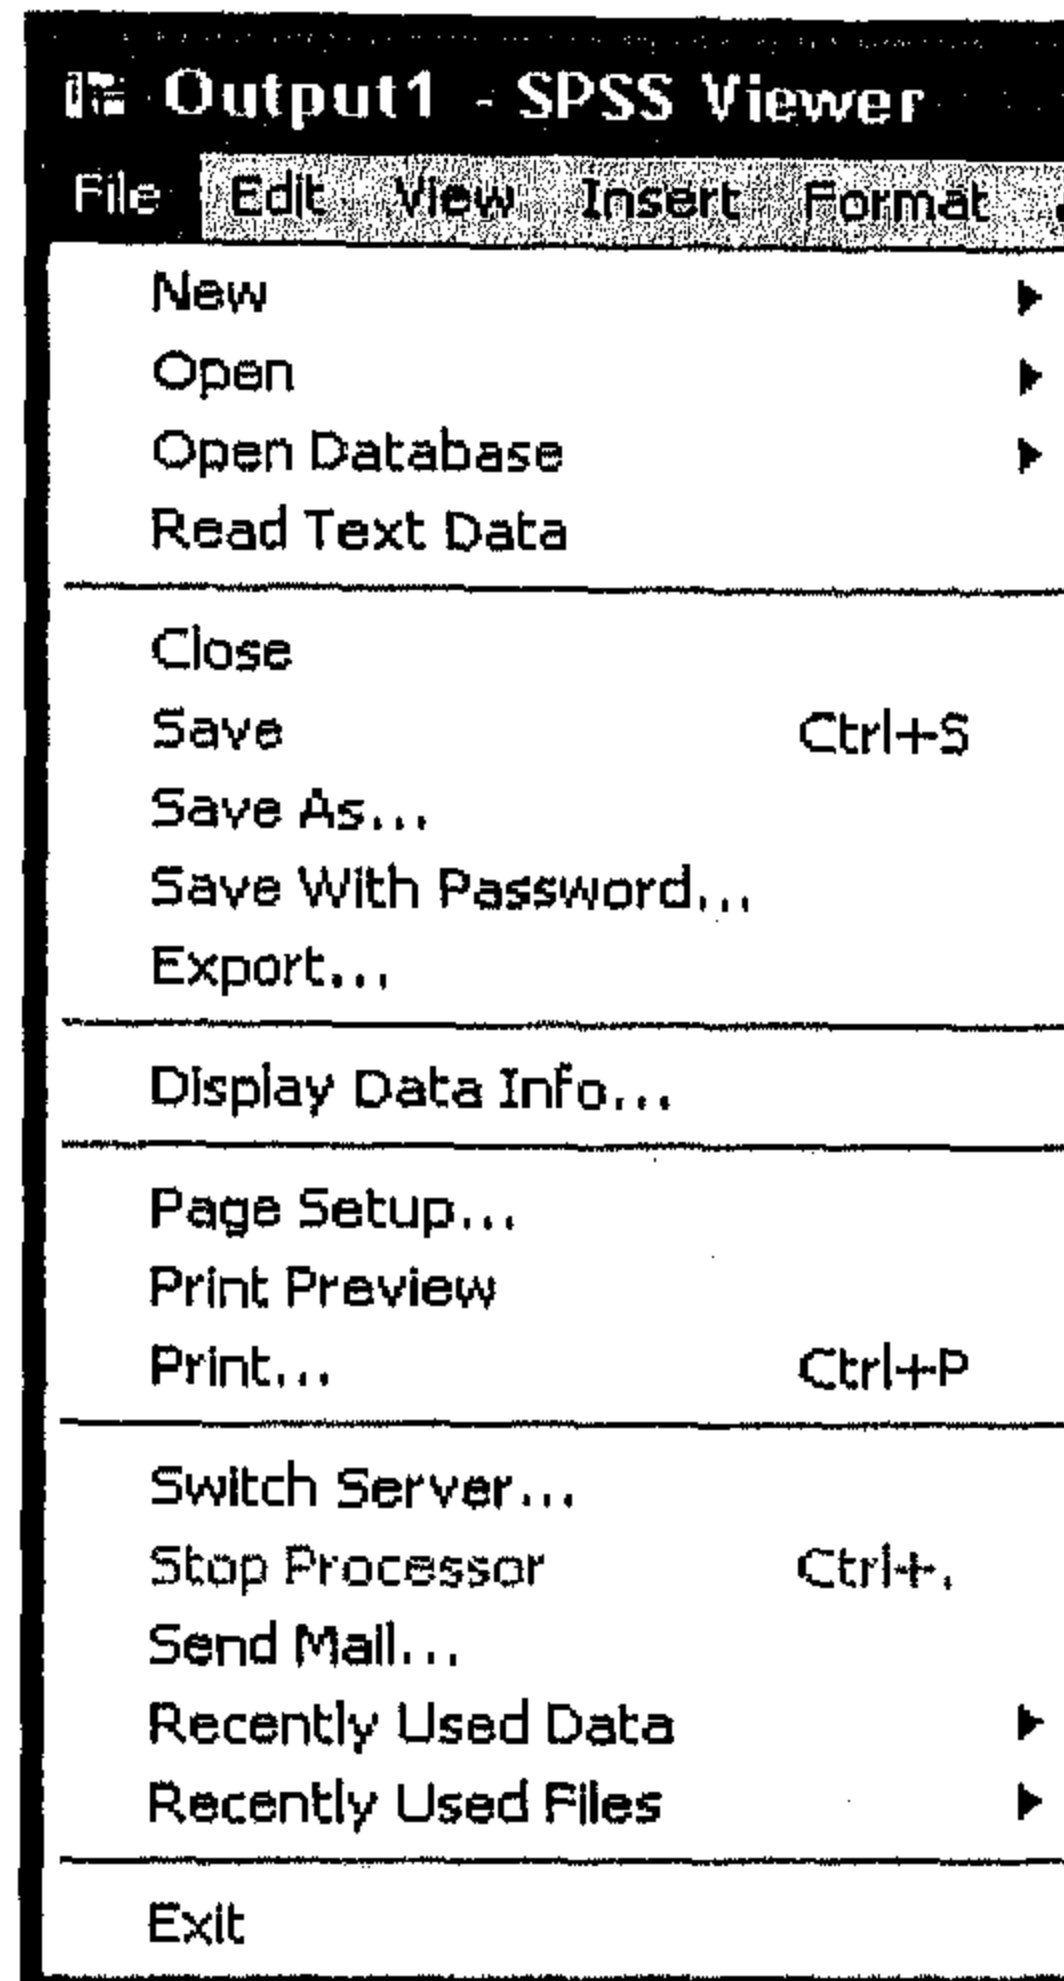 Output1 - SPSS Viewer
File Edit View Insert Format
New
Open
Open Database
Read Text Data
Close
Save Ctrl+S
Save As...
Save With Password...
Export...
Display Data Info...
Page Setup...
Print Preview
Print... Ctrl+P
Switch Server...
Stop Processor Ctrl+.
Send Mail...
Recently Used Data
Recently Used Files
Exit